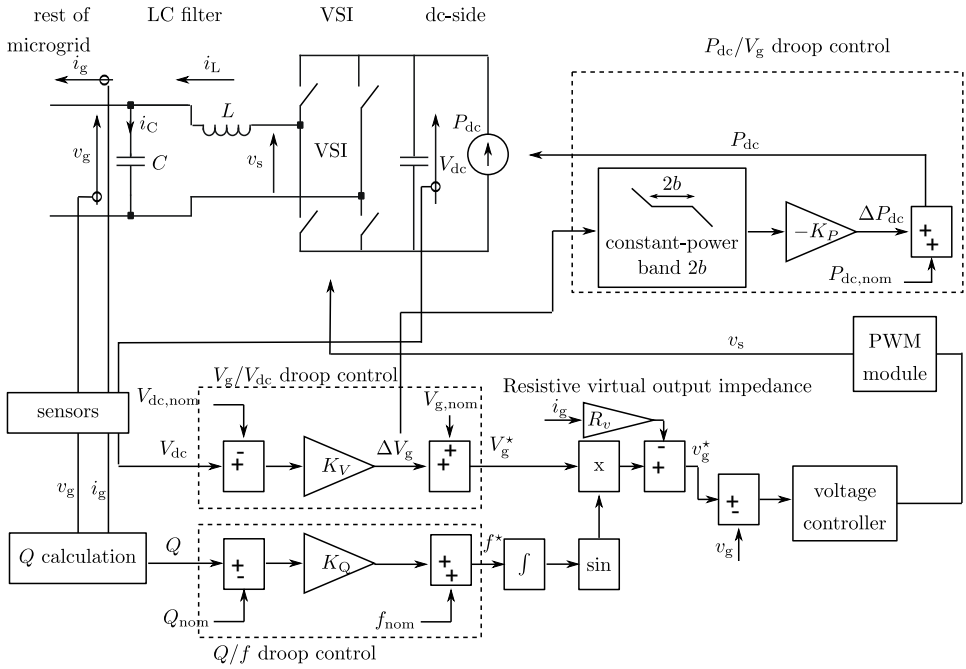 rest of
microgrid
LC filter
VSI
dc-side
P_dc/V_g droop control
i_g
i_L
i_C
L
C
v_g
v_s
VSI
P_dc
V_dc
P_dc
2b
constant-power
band 2b
−K_P
ΔP_dc
+
+
P_dc,nom
V_g/V_dc droop control
V_dc,nom
V_g,nom
Resistive virtual output impedance
v_s
PWM
module
sensors
i_g
R_v
V_dc
-
+
K_V
ΔV_g
+
+
V_g^⋆
x
-
+
v_g^⋆
+
-
v_g
voltage
controller
v_g
i_g
Q calculation
Q
+
-
K_Q
+
+
f^⋆
∫
sin
Q_nom
f_nom
Q/f droop control